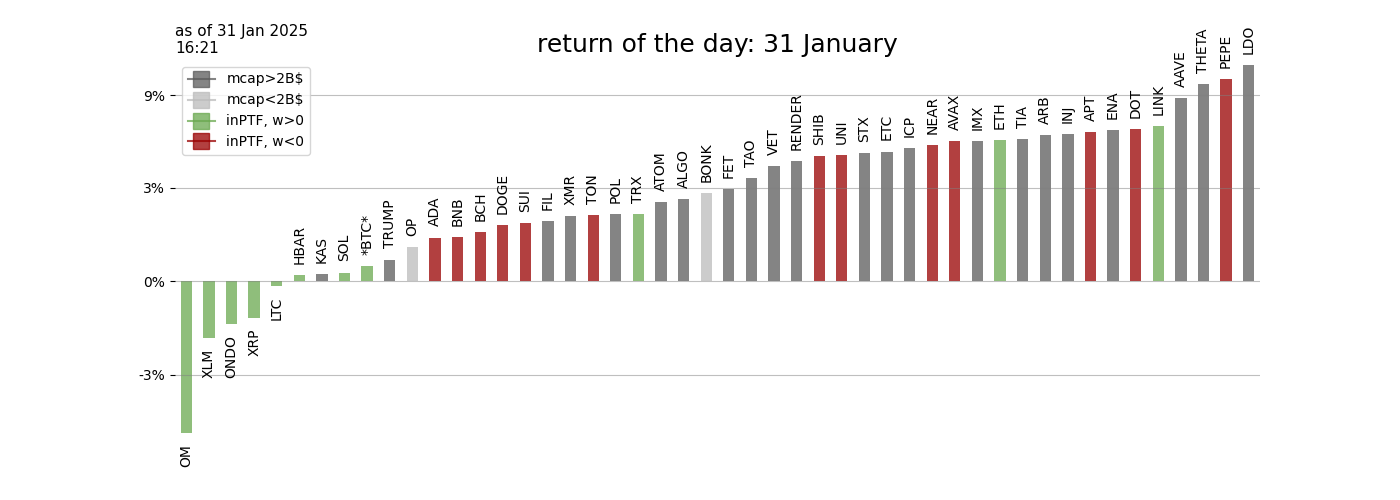 as of 31 Jan 2025
16:21
return of the day: 31 January
mcap>2B$
mcap<2B$
inPTF, w>0
inPTF, w<0
9%
3%
0%
-3%
OM
XLM
ONDO
XRP
LTC
HBAR
KAS
SOL
*BTC*
TRUMP
OP
ADA
BNB
BCH
DOGE
SUI
FIL
XMR
TON
POL
TRX
ATOM
ALGO
BONK
FET
TAO
VET
RENDER
SHIB
UNI
STX
ETC
ICP
NEAR
AVAX
IMX
ETH
TIA
ARB
INJ
APT
ENA
DOT
LINK
AAVE
THETA
PEPE
LDO